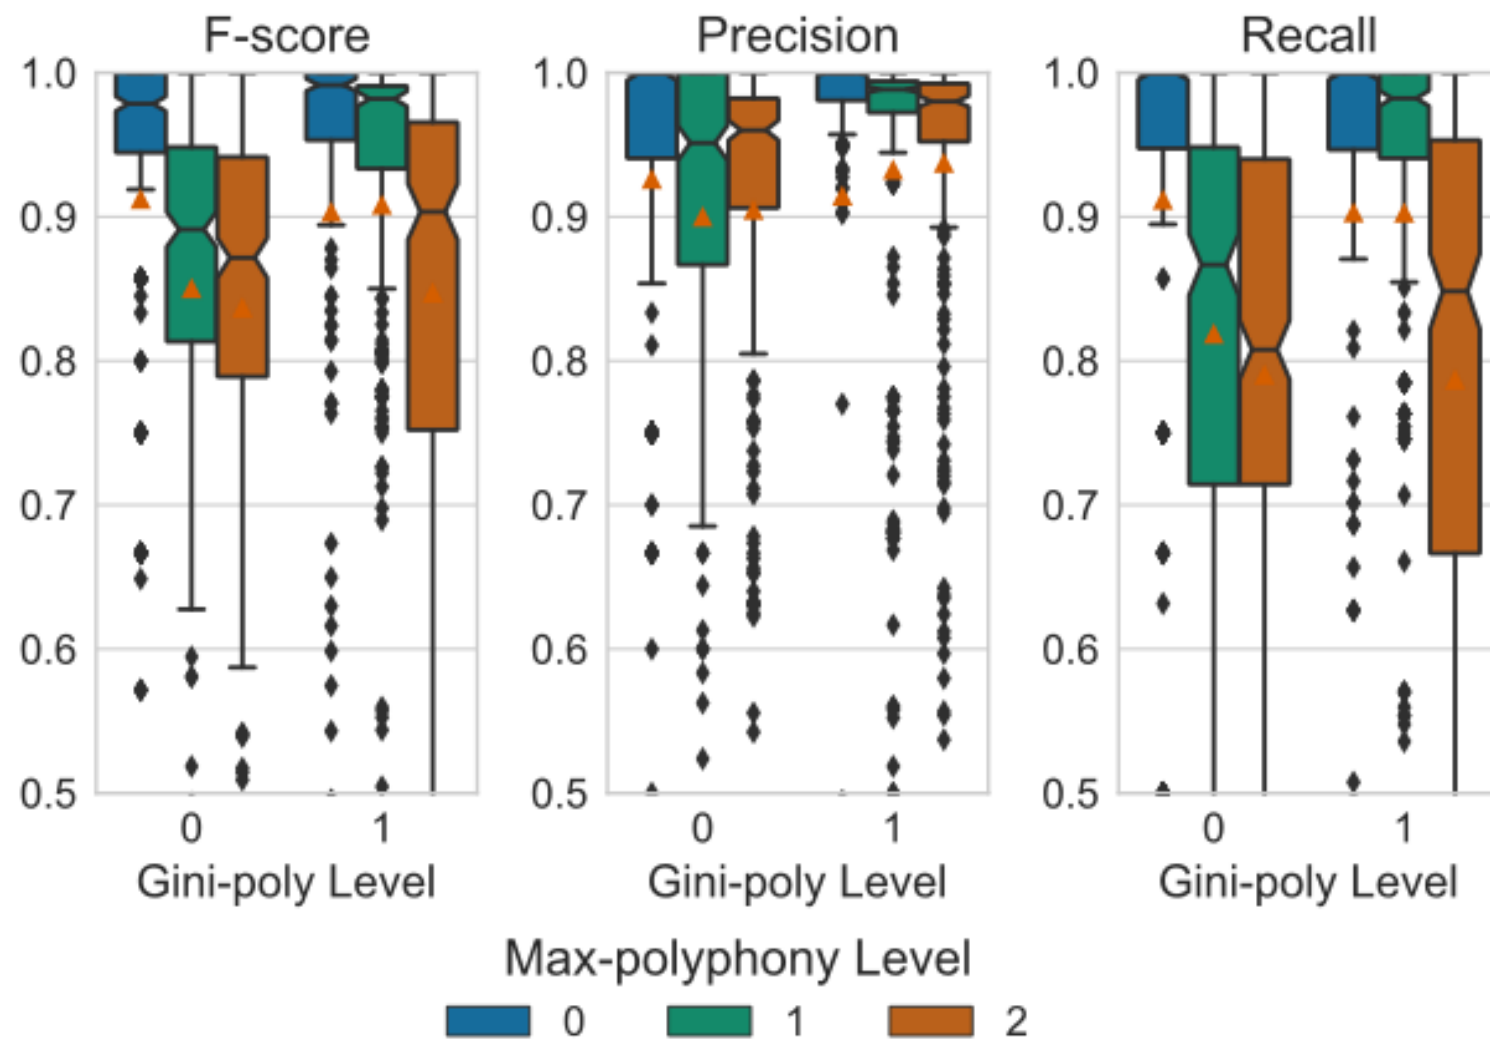 F-score Precision Recall
1.0 1.0 1.0
0.9 0.9 0.9
0.8 0.8 0.8
0.7 0.7 0.7
0.6 0.6 0.6
0.5 0.5 0.5
0 1 0 1 0 1
Gini-poly Level Gini-poly Level Gini-poly Level
Max-polyphony Level
0 1 2